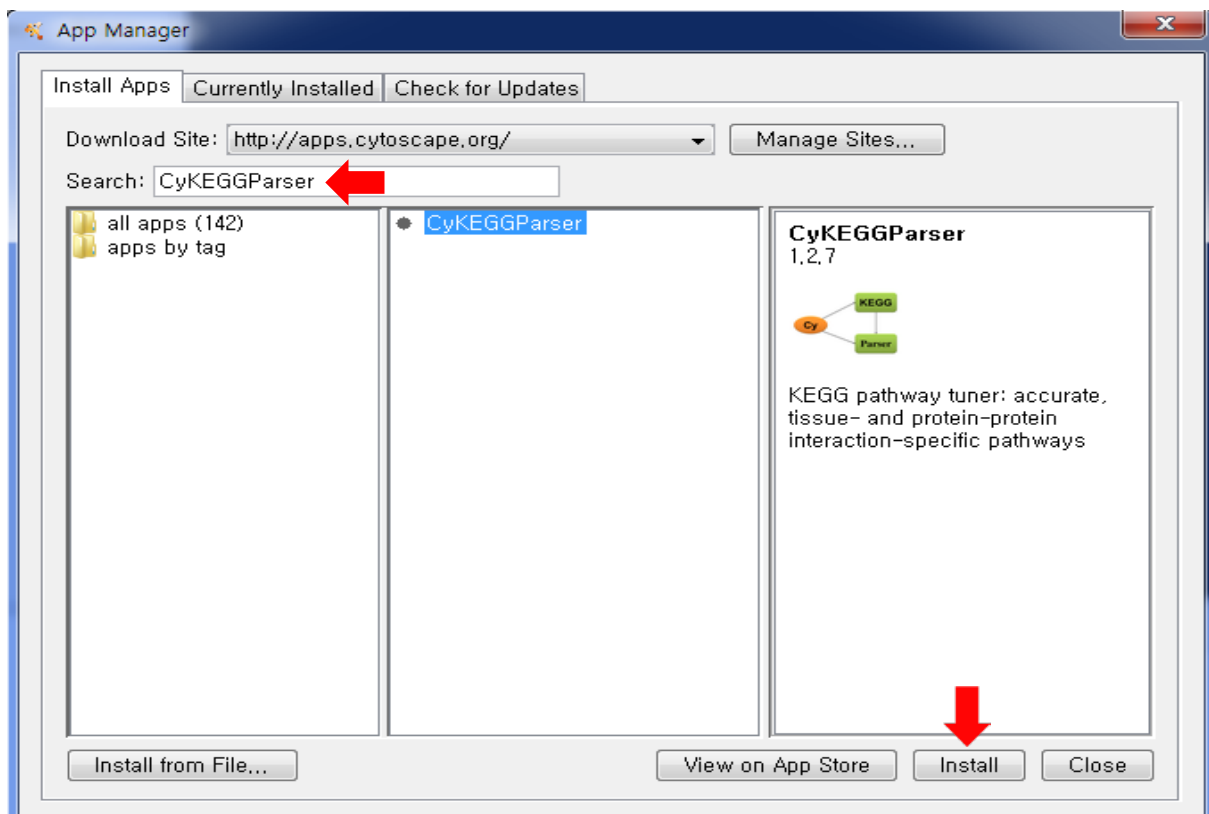 App Manager
x
Install Apps Currently Installed Check for Updates
Download Site: http://apps.cytoscape.org/ Manage Sites...
Search: CyKEGGParser
all apps (142)
apps by tag
CyKEGGParser
CyKEGGParser
1.2.7
KEGG
Cy
Parser
KEGG pathway tuner: accurate,
tissue- and protein-protein
interaction-specific pathways
Install from File... View on App Store Install Close